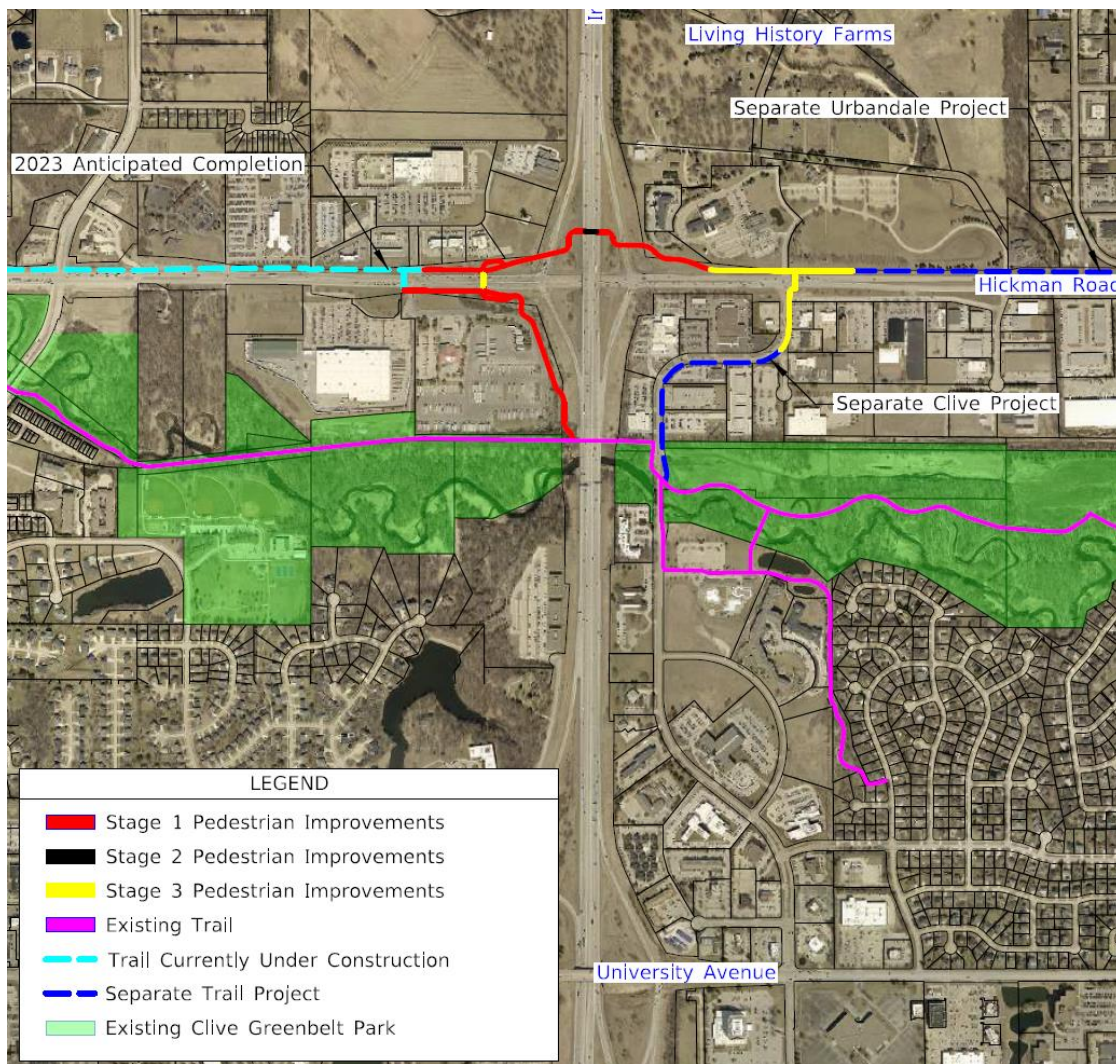 Living History Farms
Separate Urbandale Project
2023 Anticipated Completion
Hickman Road
Separate Clive Project
LEGEND
Stage 1 Pedestrian Improvements
Stage 2 Pedestrian Improvements
Stage 3 Pedestrian Improvements
Existing Trail
Trail Currently Under Construction
Separate Trail Project
Existing Clive Greenbelt Park
University Avenue